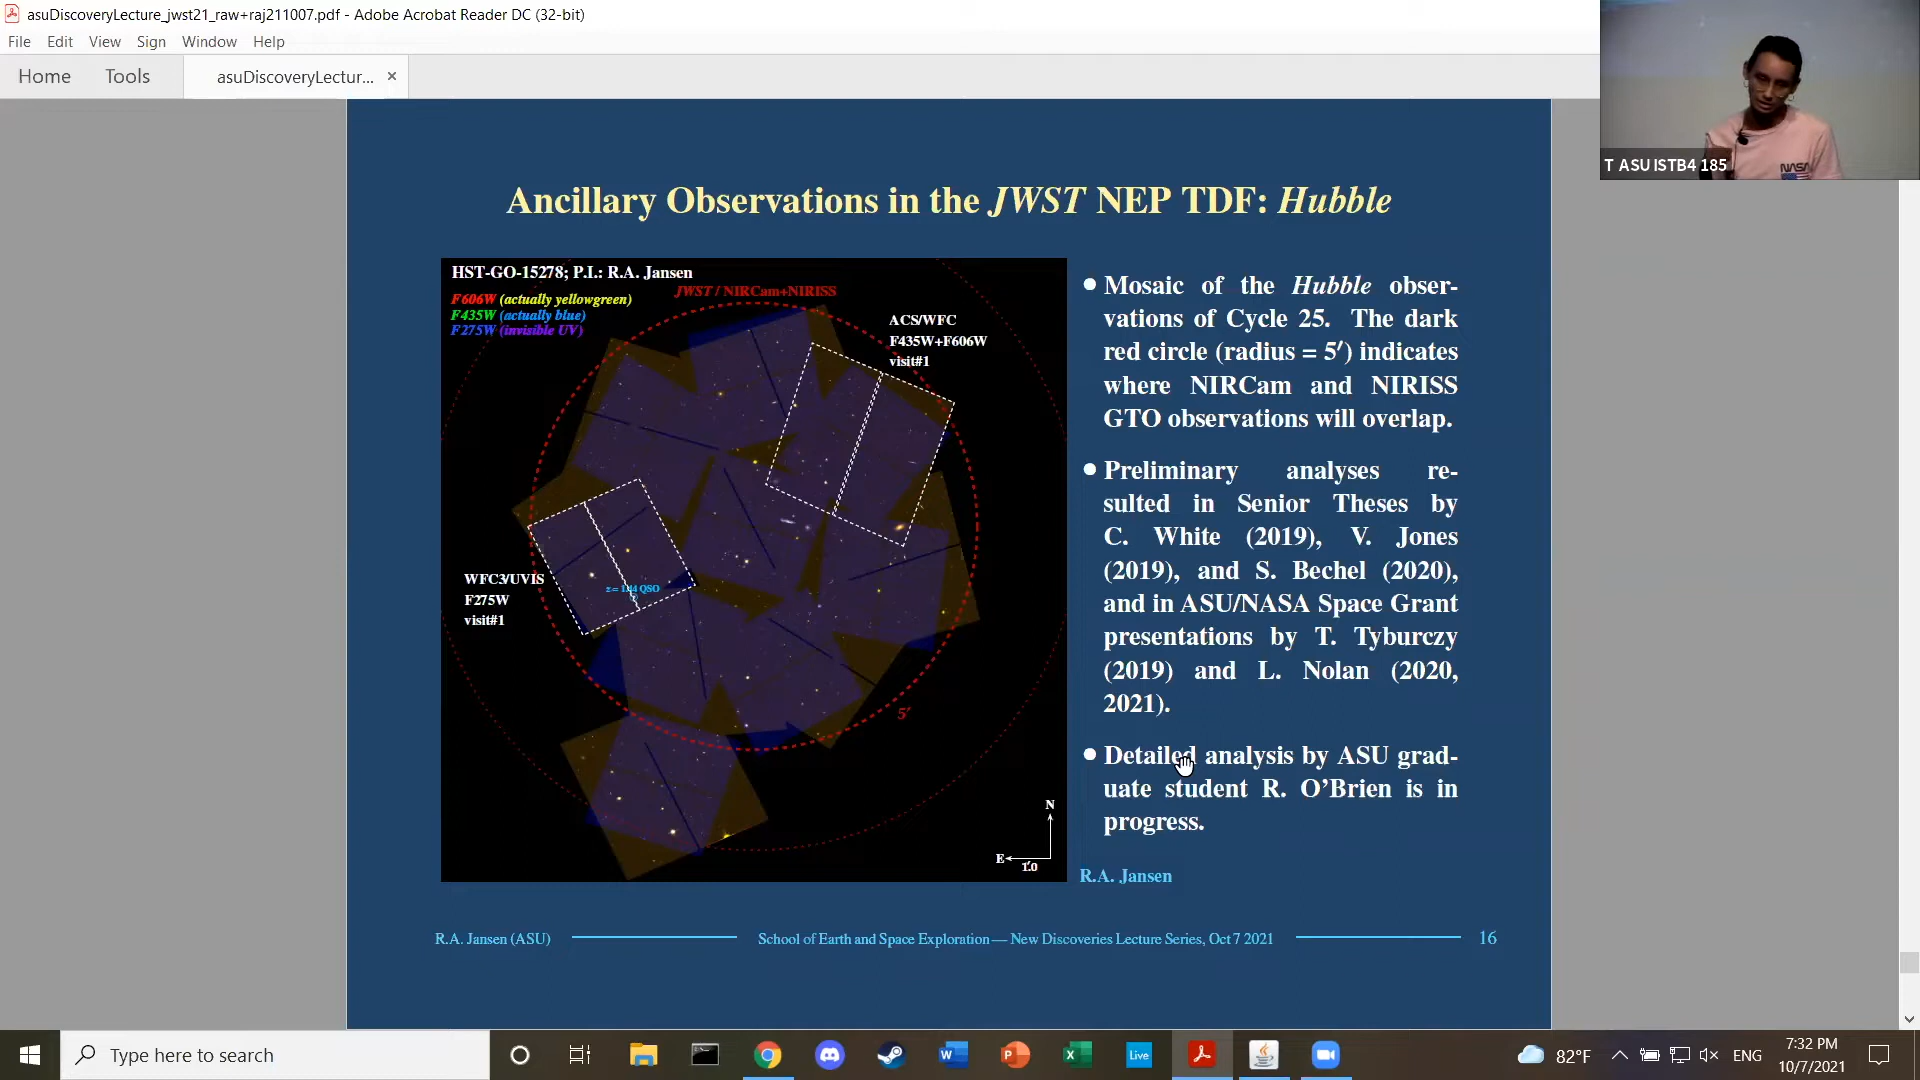 asuDiscoveryLecture_jwst21_raw+raj211007.pdf - Adobe Acrobat Reader DC (32-bit)
File Edit View Sign Window Help
Home Tools asuDiscoveryLectur... ×
T ASU ISTB4 185
NASA
Ancillary Observations in the JWST NEP TDF: Hubble
HST-GO-15278; P.I.: R.A. Jansen
F606W (actually yellowgreen)
F435W (actually blue)
F275W (invisible UV)
JWST / NIRCam+NIRISS
ACS/WFC
F435W+F606W
visit#1
WFC3/UVIS
F275W
visit#1
QSO
5′
N
E
1.′0
• Mosaic of the Hubble obser-
vations of Cycle 25. The dark
red circle (radius = 5′) indicates
where NIRCam and NIRISS
GTO observations will overlap.
• Preliminary analyses re-
sulted in Senior Theses by
C. White (2019), V. Jones
(2019), and S. Bechel (2020),
and in ASU/NASA Space Grant
presentations by T. Tyburczy
(2019) and L. Nolan (2020,
2021).
• Detailed analysis by ASU grad-
uate student R. O’Brien is in
progress.
R.A. Jansen
R.A. Jansen (ASU) School of Earth and Space Exploration — New Discoveries Lecture Series, Oct 7 2021 16
Type here to search
Live
82°F
ENG
7:32 PM
10/7/2021